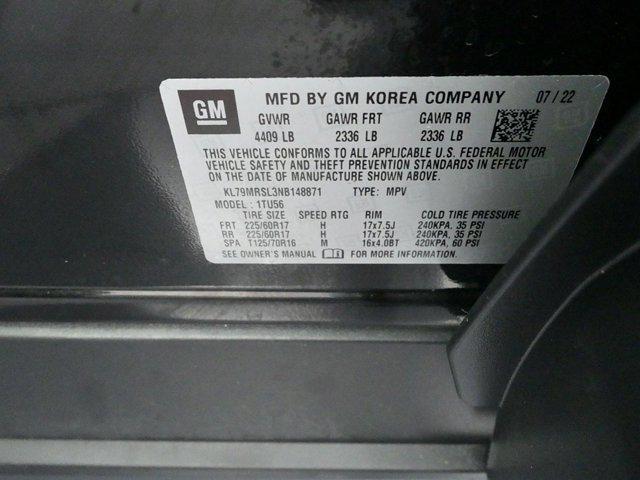 GM MFD BY GM KOREA COMPANY 07/22
GVWR GAWR FRT GAWR RR
4409 LB 2336 LB 2336 LB
THIS VEHICLE CONFORMS TO ALL APPLICABLE U.S. FEDERAL MOTOR
VEHICLE SAFETY AND THEFT PREVENTION STANDARDS IN EFFECT
ON THE DATE OF MANUFACTURE SHOWN ABOVE.
KL79MRSL3NB148871 TYPE: MPV
MODEL: 1TU56
TIRE SIZE SPEED RTG RIM COLD TIRE PRESSURE
FRT 225/60R17 H 17x7.5J 240KPA, 35 PSI
RR 225/60R17 H 17x7.5J 240KPA, 35 PSI
SPA T125/70R16 M 16x4.0BT 420KPA, 60 PSI
SEE OWNER'S MANUAL FOR MORE INFORMATION.